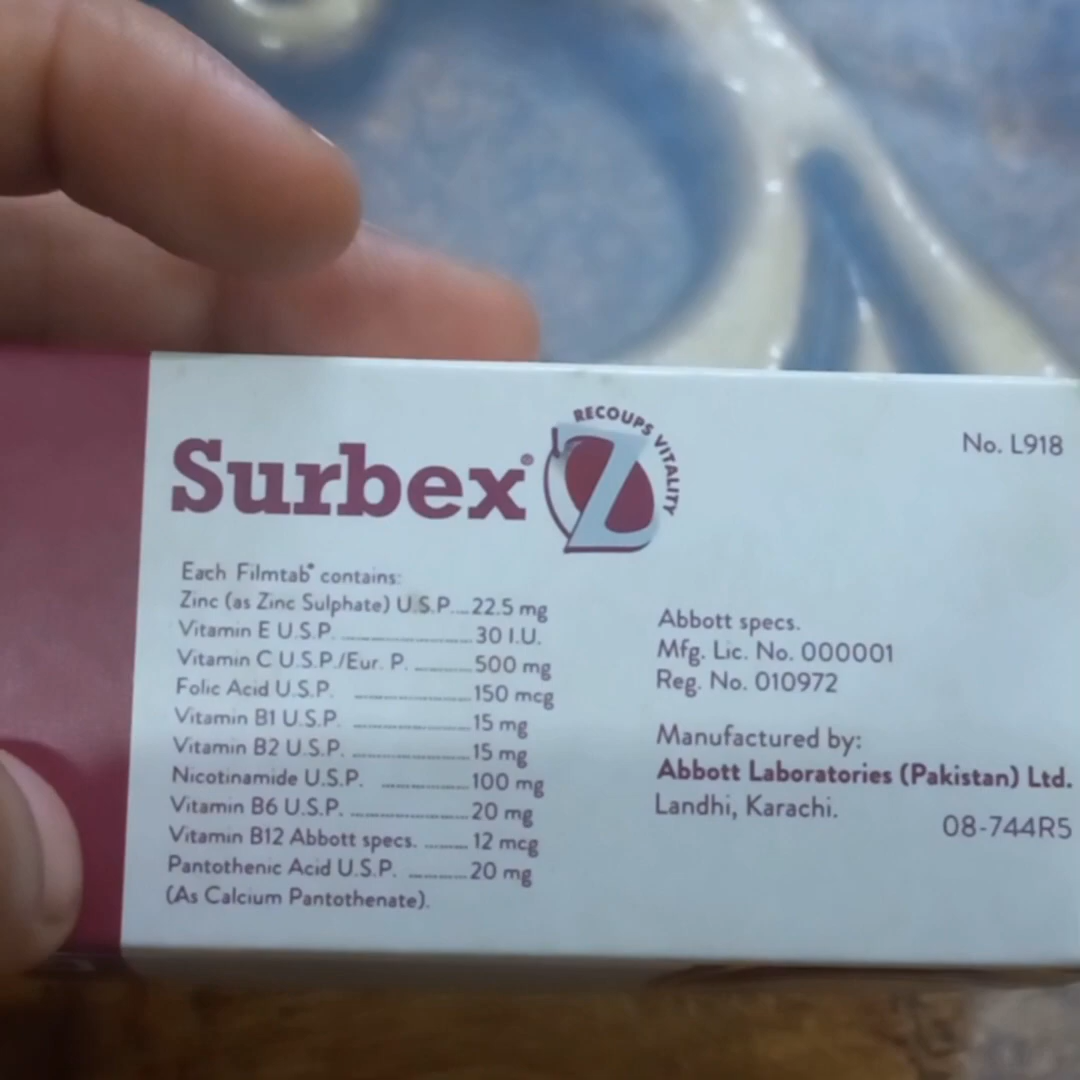 Surbex® Z
RECOUPS VITALITY
No. L918
Each Filmtab® contains:
Zinc (as Zinc Sulphate) U.S.P....22.5 mg
Vitamin E U.S.P. ................ 30 I.U.
Vitamin C U.S.P./Eur. P. .......... 500 mg
Folic Acid U.S.P. ................ 150 mcg
Vitamin B1 U.S.P. ................ 15 mg
Vitamin B2 U.S.P. ................ 15 mg
Nicotinamide U.S.P. ............ 100 mg
Vitamin B6 U.S.P. ................ 20 mg
Vitamin B12 Abbott specs. ........ 12 mcg
Pantothenic Acid U.S.P. .......... 20 mg
(As Calcium Pantothenate).
Abbott specs.
Mfg. Lic. No. 000001
Reg. No. 010972
Manufactured by:
Abbott Laboratories (Pakistan) Ltd.
Landhi, Karachi.
08-744R5